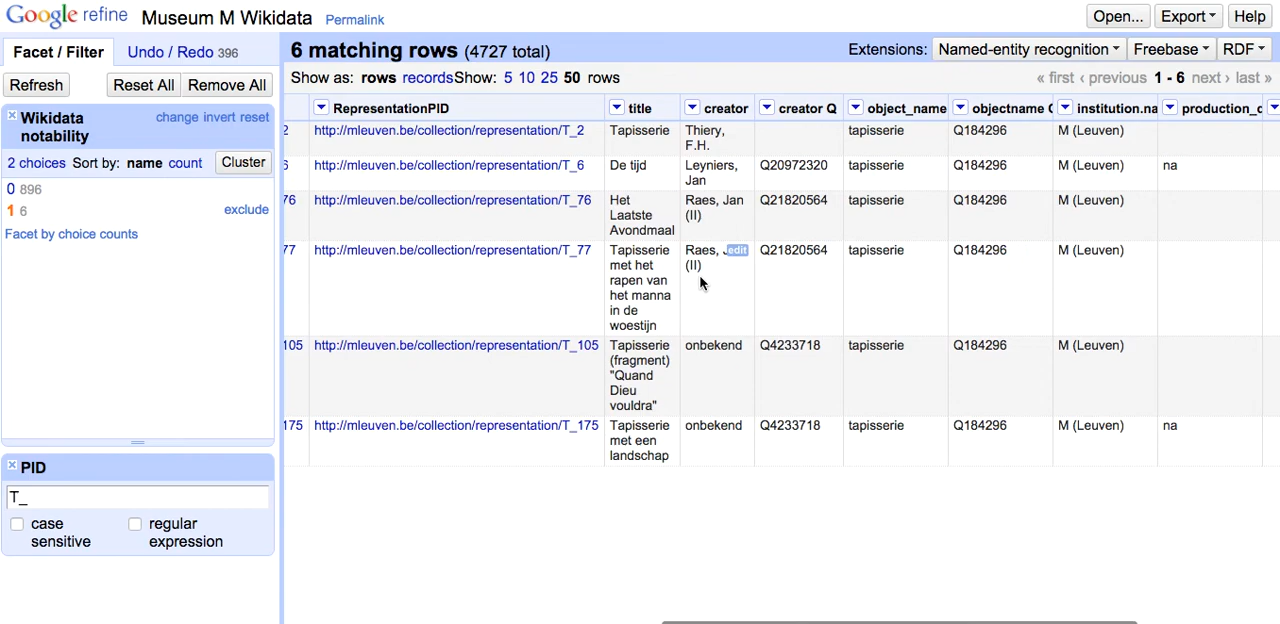 Google refine Museum M Wikidata Permalink Open... Export Help
Facet / Filter Undo / Redo 396
Refresh Reset All Remove All
Wikidata notability change invert reset
2 choices Sort by: name count Cluster
0 896
1 6 exclude
Facet by choice counts
PID
T_
case sensitive regular expression
6 matching rows (4727 total) Extensions: Named-entity recognition Freebase RDF
Show as: rows records Show: 5 10 25 50 rows « first ‹ previous 1 - 6 next › last »
RepresentationPID title creator creator Q object_name objectname institution.na production_
2 http://mleuven.be/collection/representation/T_2 Tapisserie Thiery, F.H. tapisserie Q184296 M (Leuven)
6 http://mleuven.be/collection/representation/T_6 De tijd Leyniers, Jan Q20972320 tapisserie Q184296 M (Leuven) na
76 http://mleuven.be/collection/representation/T_76 Het Laatste Avondmaal Raes, Jan (II) Q21820564 tapisserie Q184296 M (Leuven)
77 http://mleuven.be/collection/representation/T_77 Tapisserie met het rapen van het manna in de woestijn Raes, edit (II) Q21820564 tapisserie Q184296 M (Leuven)
105 http://mleuven.be/collection/representation/T_105 Tapisserie (fragment) "Quand Dieu vouldra" onbekend Q4233718 tapisserie Q184296 M (Leuven)
175 http://mleuven.be/collection/representation/T_175 Tapisserie met een landschap onbekend Q4233718 tapisserie Q184296 M (Leuven) na